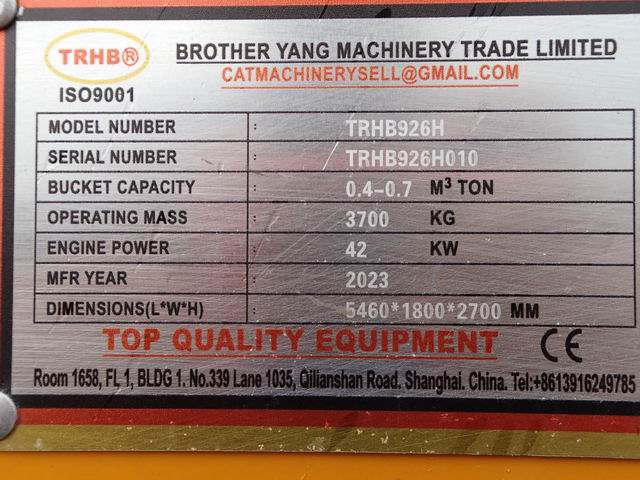 TRHB®
ISO9001
BROTHER YANG MACHINERY TRADE LIMITED
CATMACHINERYSELL@GMAIL.COM
MODEL NUMBER : TRHB926H
SERIAL NUMBER : TRHB926H010
BUCKET CAPACITY : 0.4-0.7 M³ TON
OPERATING MASS : 3700 KG
ENGINE POWER : 42 KW
MFR YEAR : 2023
DIMENSIONS(L*W*H) : 5460*1800*2700 MM
TOP QUALITY EQUIPMENT CE
Room 1658, FL 1, BLDG 1. No.339 Lane 1035, Qilianshan Road. Shanghai. China. Tel:+8613916249785